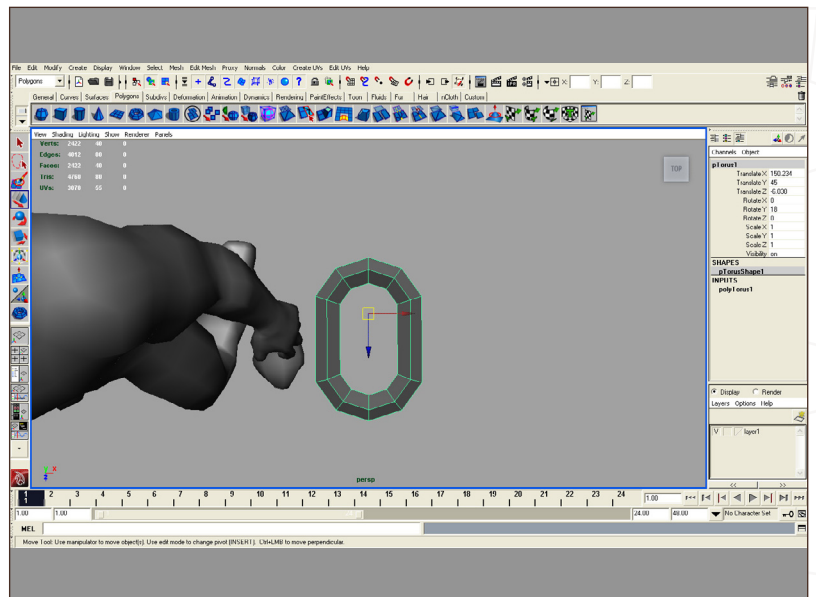 File Edit Modify Create Display Window Select Mesh Edit Mesh Proxy Normals Color Create UVs Edit UVs Help
Polygons X: Y: Z:
General Curves Surfaces Polygons Subdivs Deformation Animation Dynamics Rendering PaintEffects Toon Fluids Fur Hair nCloth Custom
View Shading Lighting Show Renderer Panels
Verts: 2422 40 0
Edges: 4812 80 0
Faces: 2422 40 0
Tris: 4760 80 0
UVs: 3070 55 0
TOP
persp
Channels Object
pTorus1
Translate X 150.234
Translate Y 45
Translate Z -6.030
Rotate X 0
Rotate Y 18
Rotate Z 0
Scale X 1
Scale Y 1
Scale Z 1
Visibility on
SHAPES
pTorusShape1
INPUTS
polyTorus1
Display Render
Layers Options Help
V layer1
1 2 3 4 5 6 7 8 9 10 11 12 13 14 15 16 17 18 19 20 21 22 23 24 1.00
1
1.00 1.00 24.00 48.00 No Character Set
MEL
Move Tool: Use manipulator to move object(s). Use edit mode to change pivot (INSERT). Ctrl+LMB to move perpendicular.